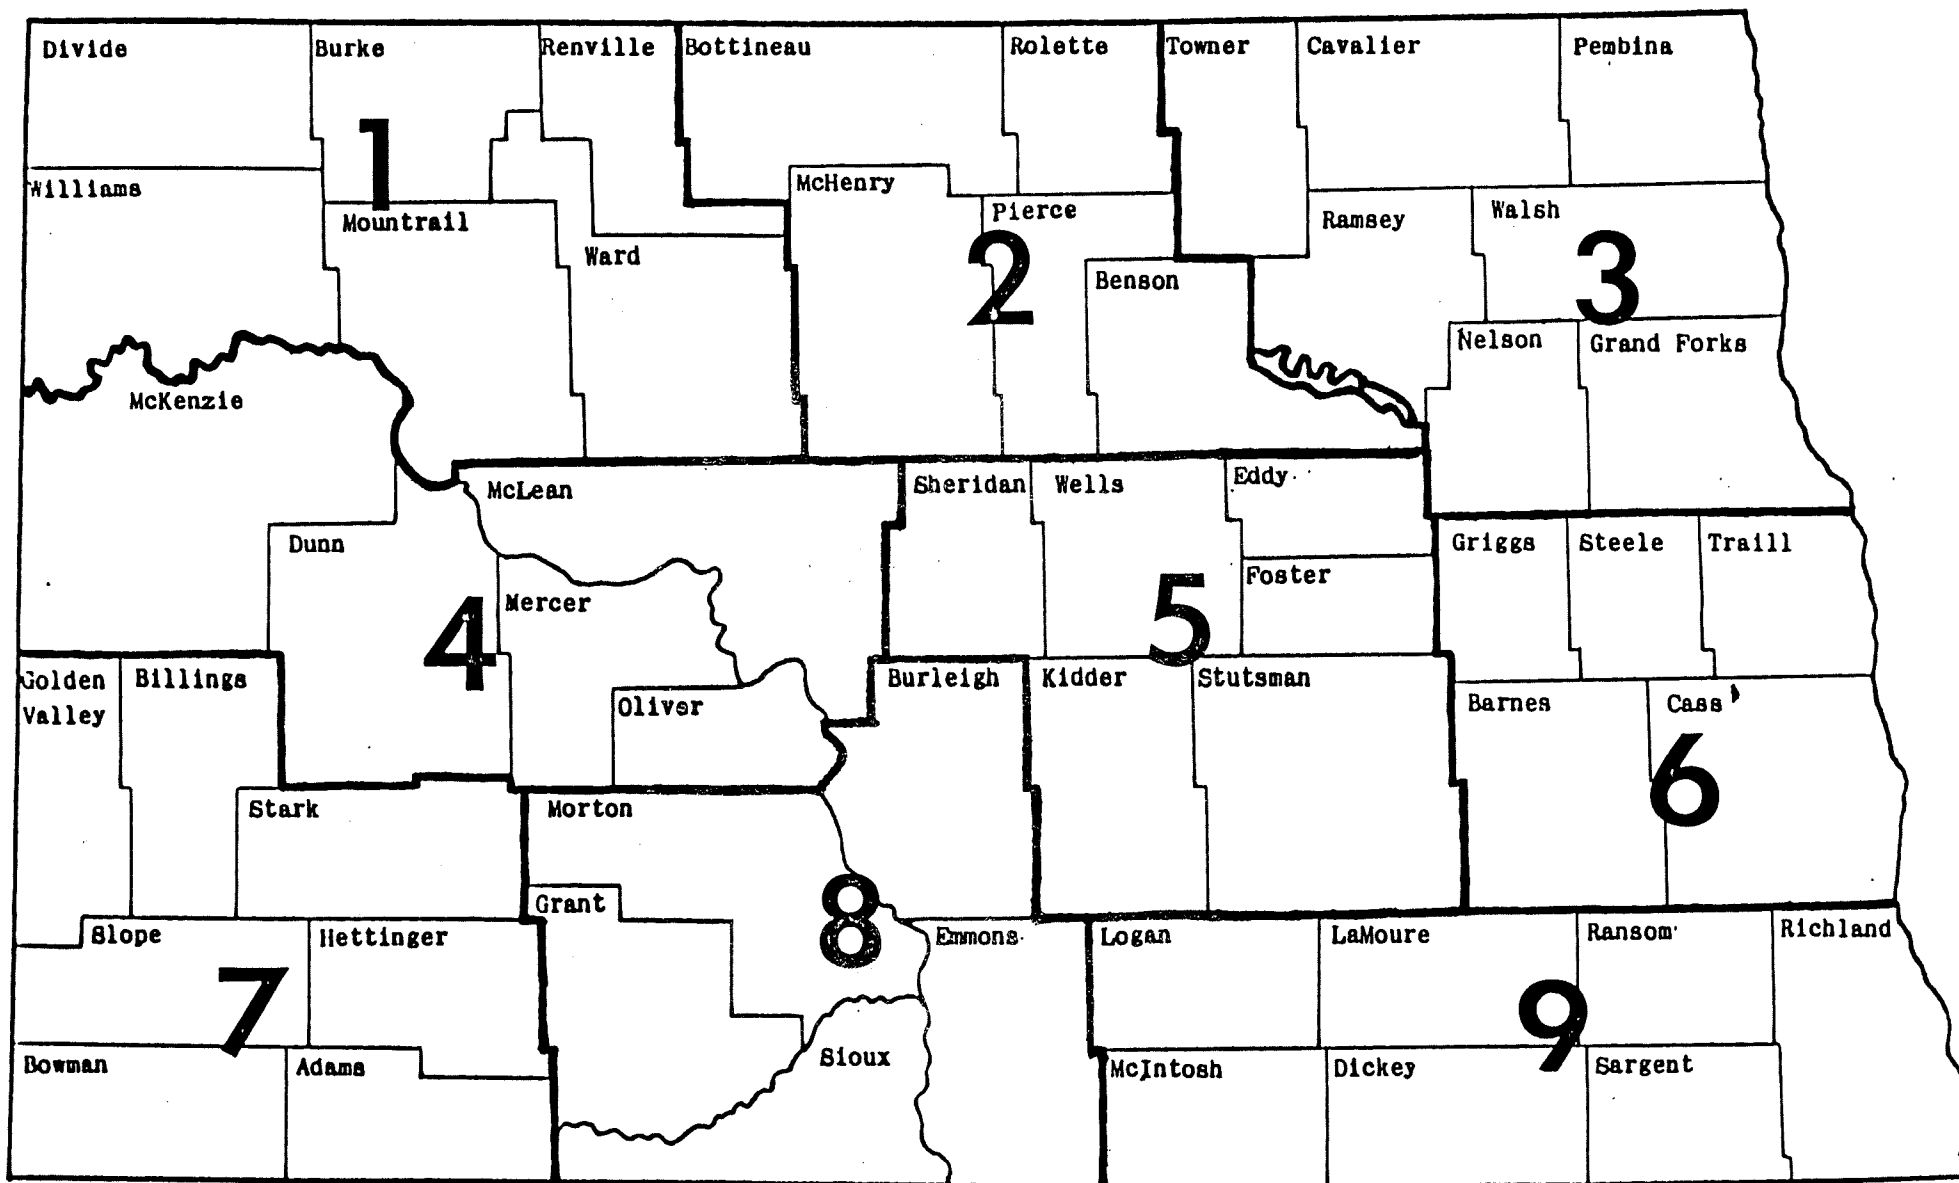 Divide
Burke
Renville
Bottineau
Rolette
Towner
Cavalier
Pembina
1
Williams
Mountrail
Ward
McHenry
Pierce
2
Benson
Ramsey
Walsh
3
Nelson
Grand Forks
McKenzie
McLean
Sheridan
Wells
Eddy
Dunn
Mercer
4
5
Foster
Griggs
Steele
Traill
Golden
Valley
Billings
Oliver
Burleigh
Kidder
Stutsman
Barnes
Cass
6
Stark
Morton
Grant
8
Slope
Hettinger
7
Emmons
Logan
LaMoure
Ransom
Richland
9
Bowman
Adams
Sioux
McIntosh
Dickey
Sargent